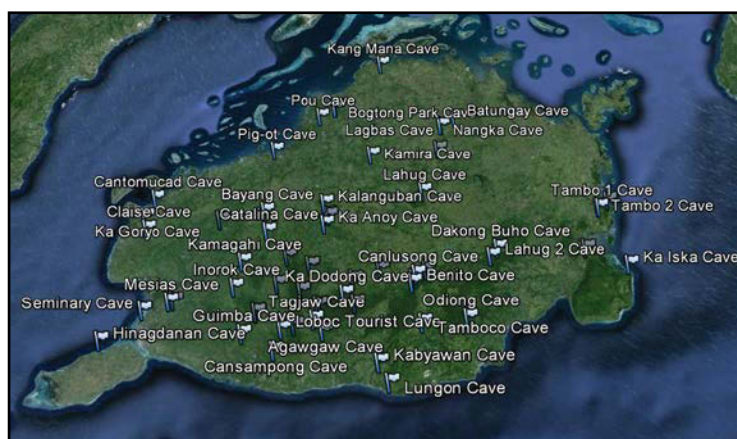 Kang Mana Cave
Pou Cave
Bogtong Park Cave
Batungay Cave
Lagbas Cave
Nangka Cave
Pig-ot Cave
Kamira Cave
Lahug Cave
Cantomucad Cave
Bayang Cave
Kalanguban Cave
Tambo 1 Cave
Tambo 2 Cave
Claise Cave
Catalina Cave
Ka Anoy Cave
Ka Goryo Cave
Dakong Buho Cave
Kamagahi Cave
Canlusong Cave
Lahug 2 Cave
Ka Iska Cave
Inorok Cave
Ka Dodong Cave
Benito Cave
Mesias Cave
Seminary Cave
Tagjaw Cave
Odiong Cave
Guimba Cave
Loboc Tourist Cave
Tamboco Cave
Hinagdanan Cave
Agawgaw Cave
Kabyawan Cave
Cansampong Cave
Lungon Cave